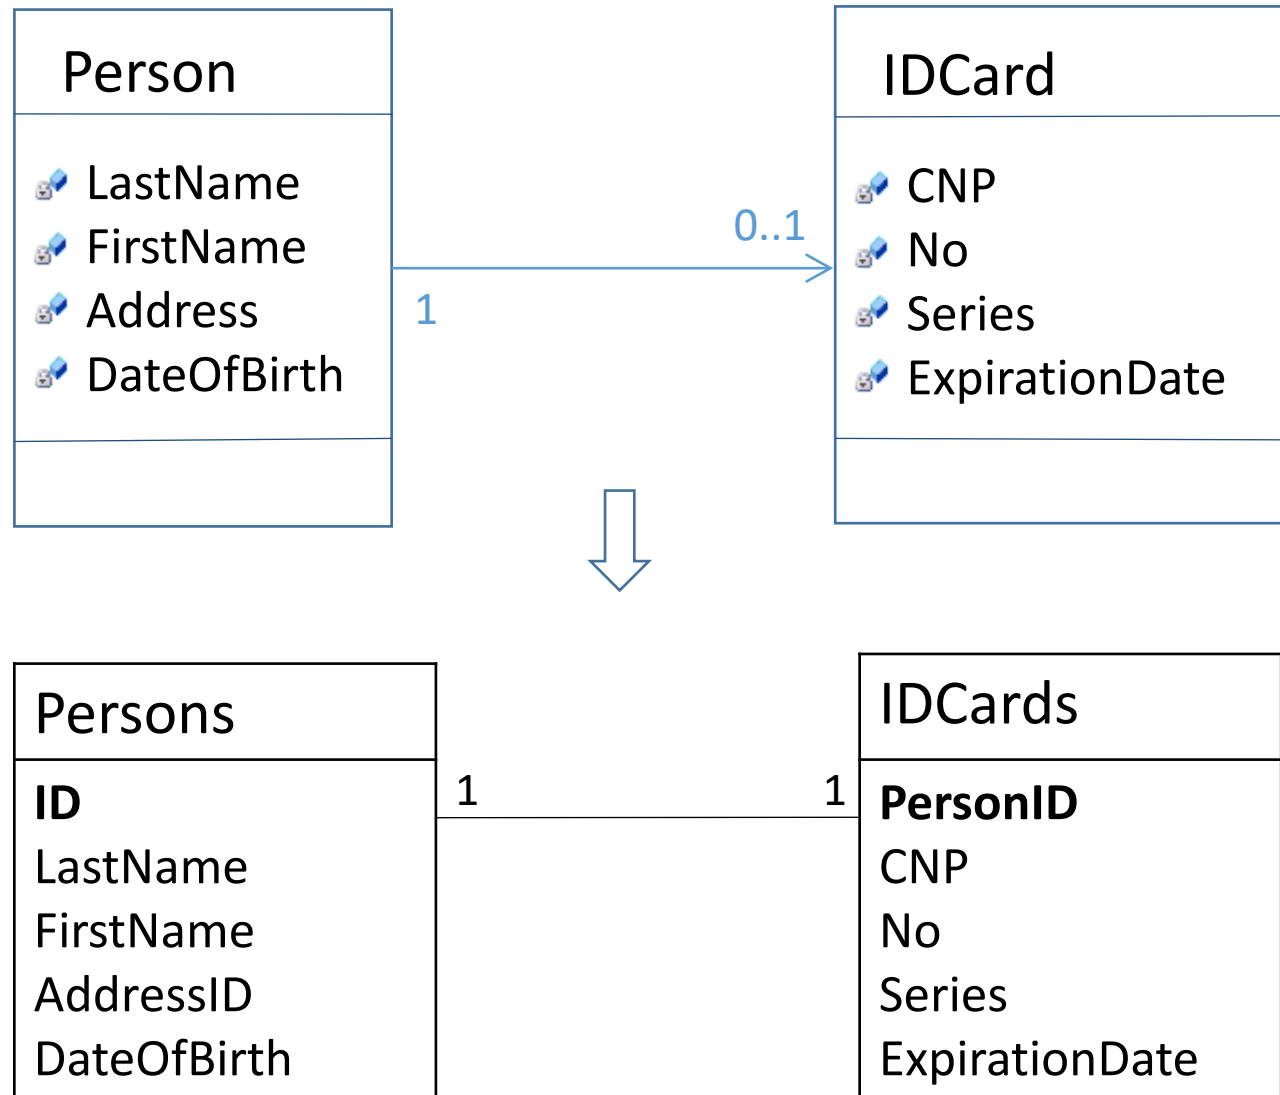 Person
LastName
FirstName
Address
DateOfBirth
1
0..1
IDCard
CNP
No
Series
ExpirationDate
Persons
ID
LastName
FirstName
AddressID
DateOfBirth
1
1
IDCards
PersonID
CNP
No
Series
ExpirationDate